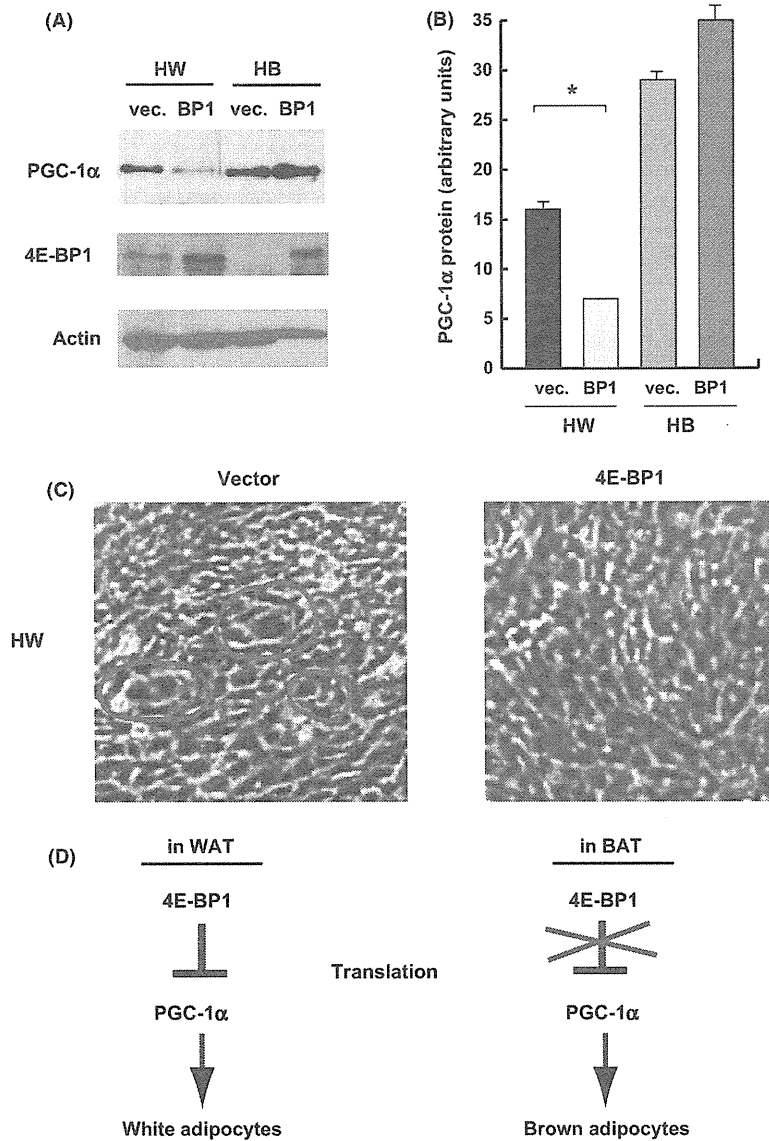 (A)
HW HB
vec. BP1 vec. BP1
PGC-1α
4E-BP1
Actin
(B)
PGC-1α protein (arbitrary units)
35
30
25
20
15
10
5
0
*
vec. BP1 vec. BP1
HW HB
(C)
Vector 4E-BP1
HW
(D)
in WAT in BAT
4E-BP1 4E-BP1
Translation
PGC-1α PGC-1α
White adipocytes Brown adipocytes